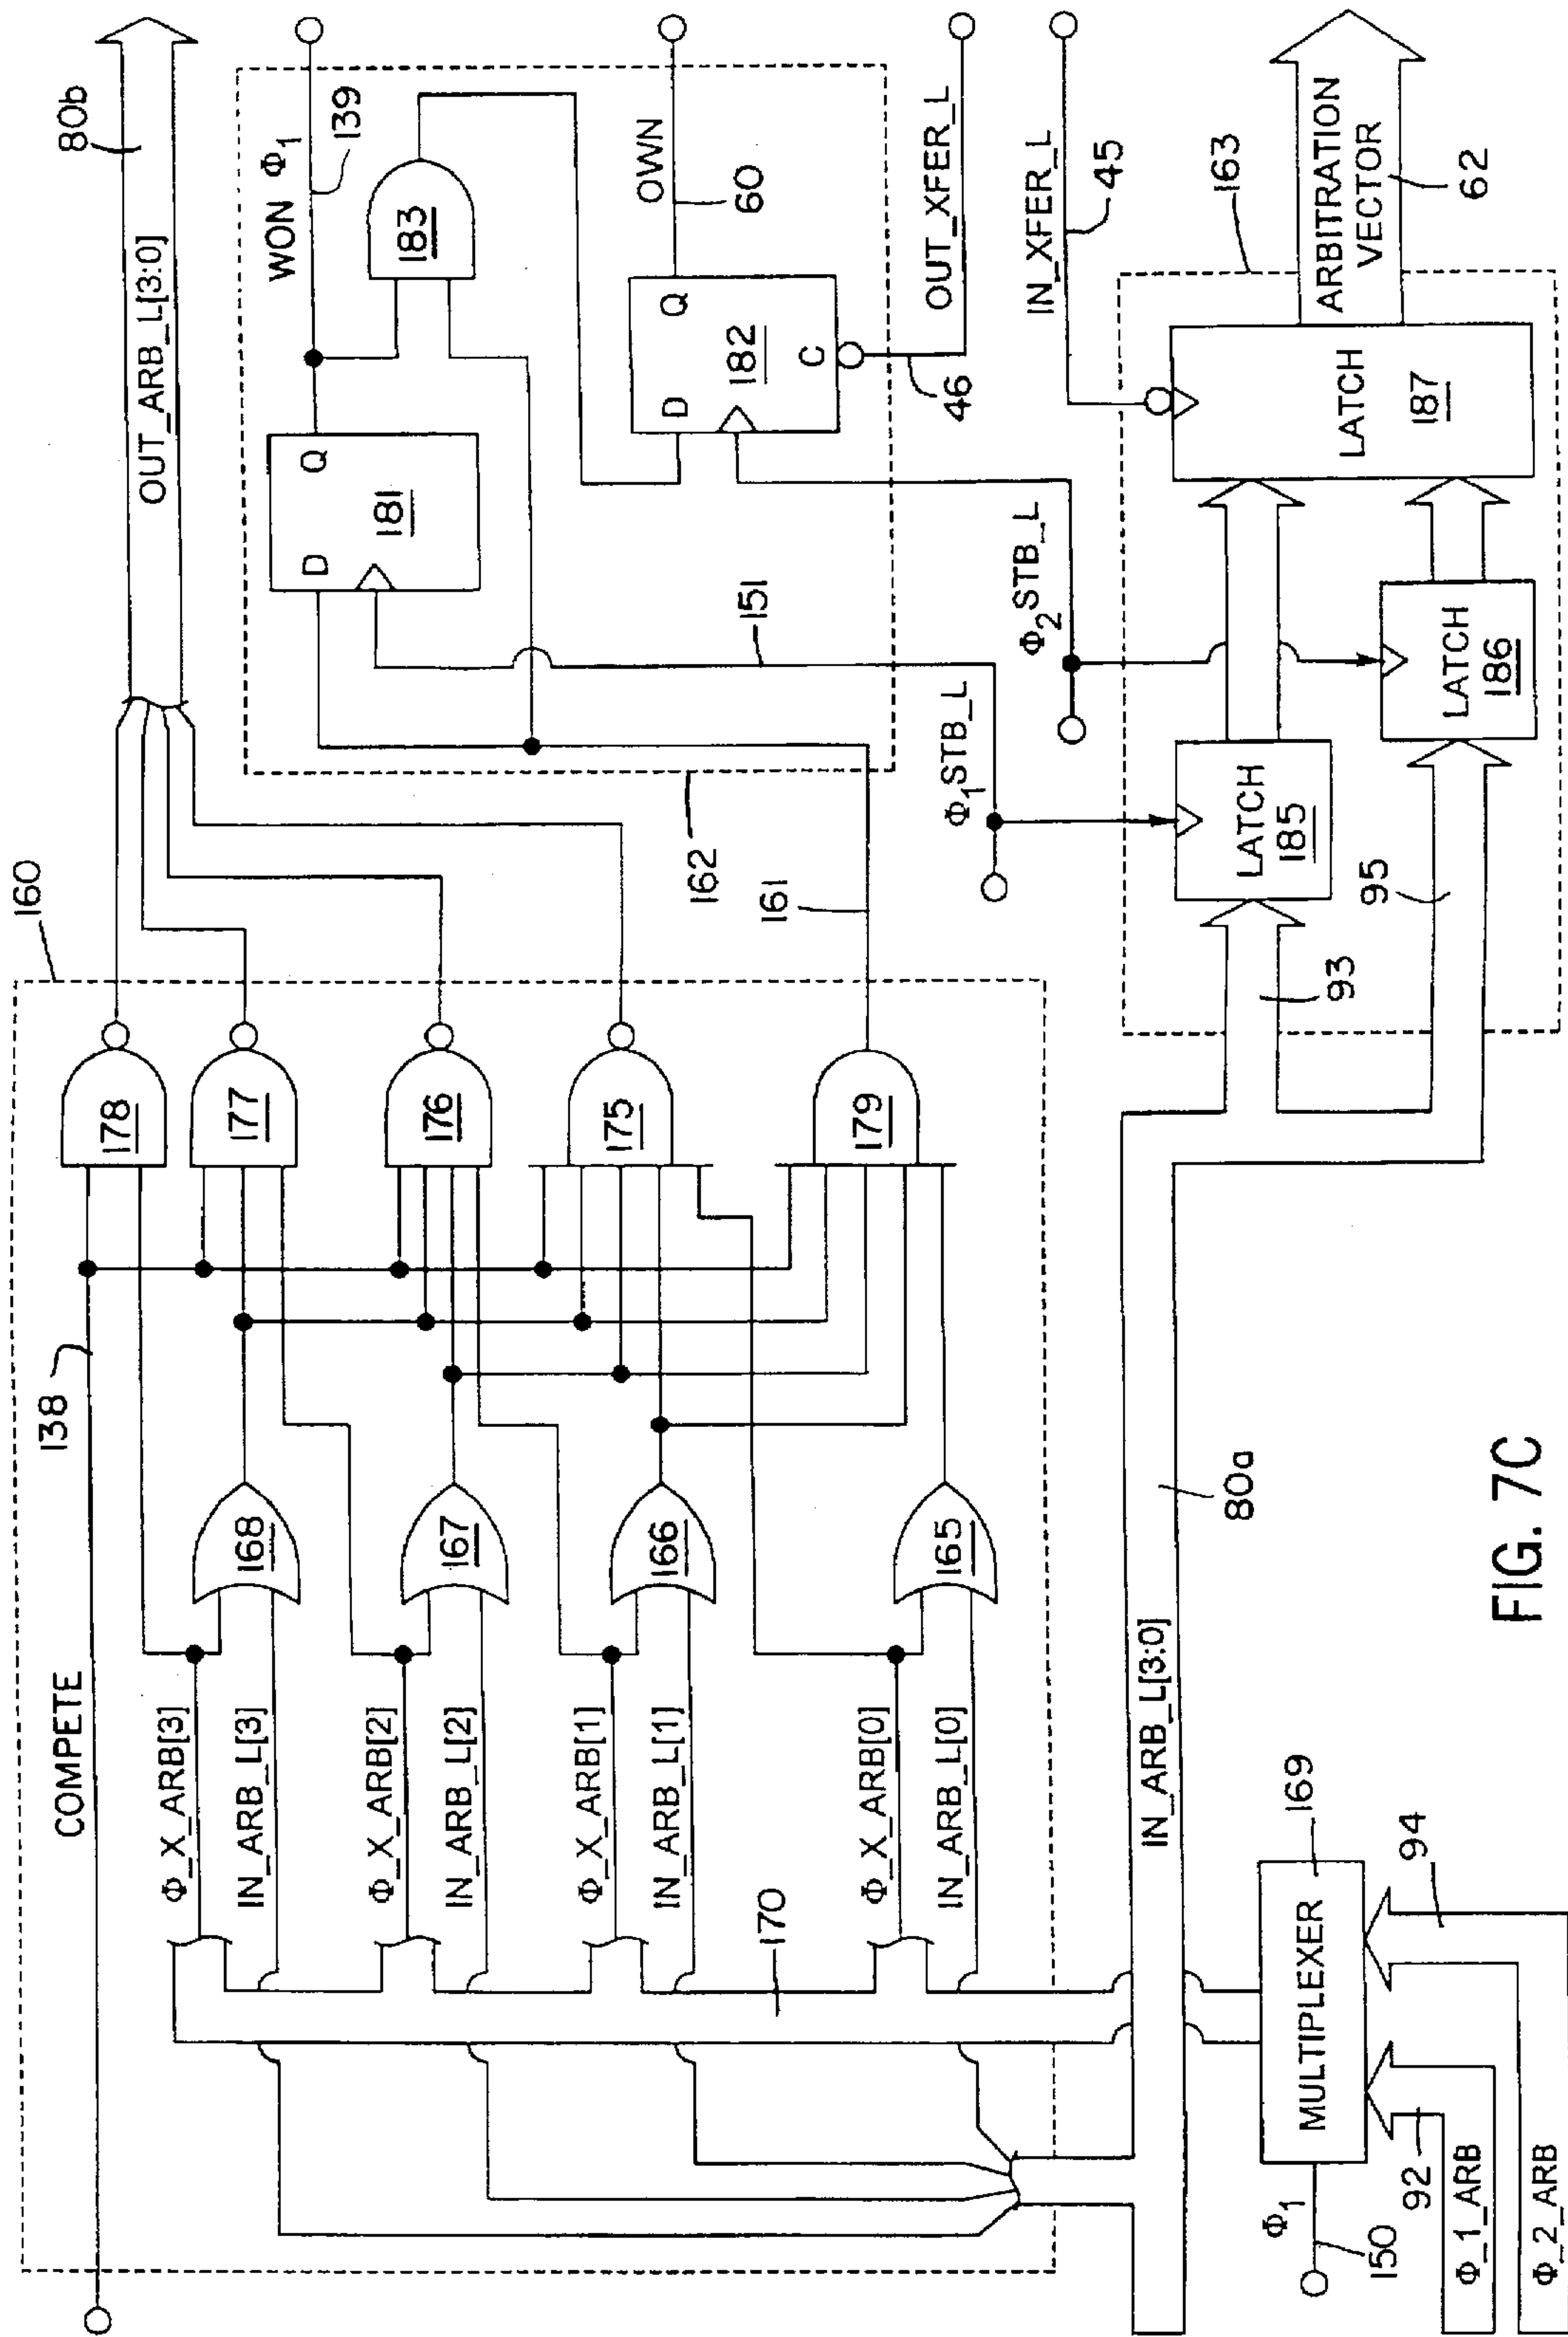 160
COMPETE
138
178
177
176
175
179
168
167
166
165
Φ_X_ARB[3]
IN_ARB_L[3]
Φ_X_ARB[2]
IN_ARB_L[2]
Φ_X_ARB[1]
IN_ARB_L[1]
Φ_X_ARB[0]
IN_ARB_L[0]
170
161
162
OUT_ARB_L[3:0]
80b
WON Φ1
139
D
Q
181
183
D
Q
182
C
OWN
60
46
OUT_XFER_L
151
Φ1STB_L
Φ2STB_L
IN_XFER_L
45
163
93
95
LATCH
185
LATCH
186
LATCH
187
ARBITRATION
VECTOR
62
IN_ARB_L[3:0]
80a
MULTIPLEXER
169
Φ1
150
92
94
Φ_1_ARB
Φ_2_ARB
FIG. 7C